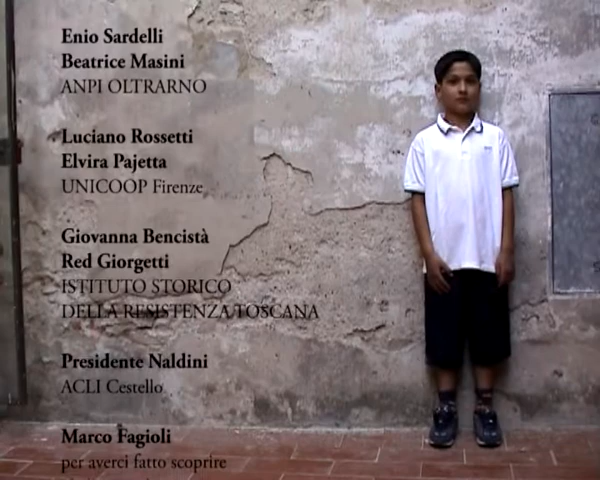 Enio Sardelli
Beatrice Masini
ANPI OLTRARNO
Luciano Rossetti
Elvira Pajetta
UNICOOP Firenze
Giovanna Bencistà
Red Giorgetti
ISTITUTO STORICO
DELLA RESISTENZA TOSCANA
Presidente Naldini
ACLI Cestello
Marco Fagioli
per averci fatto scoprire